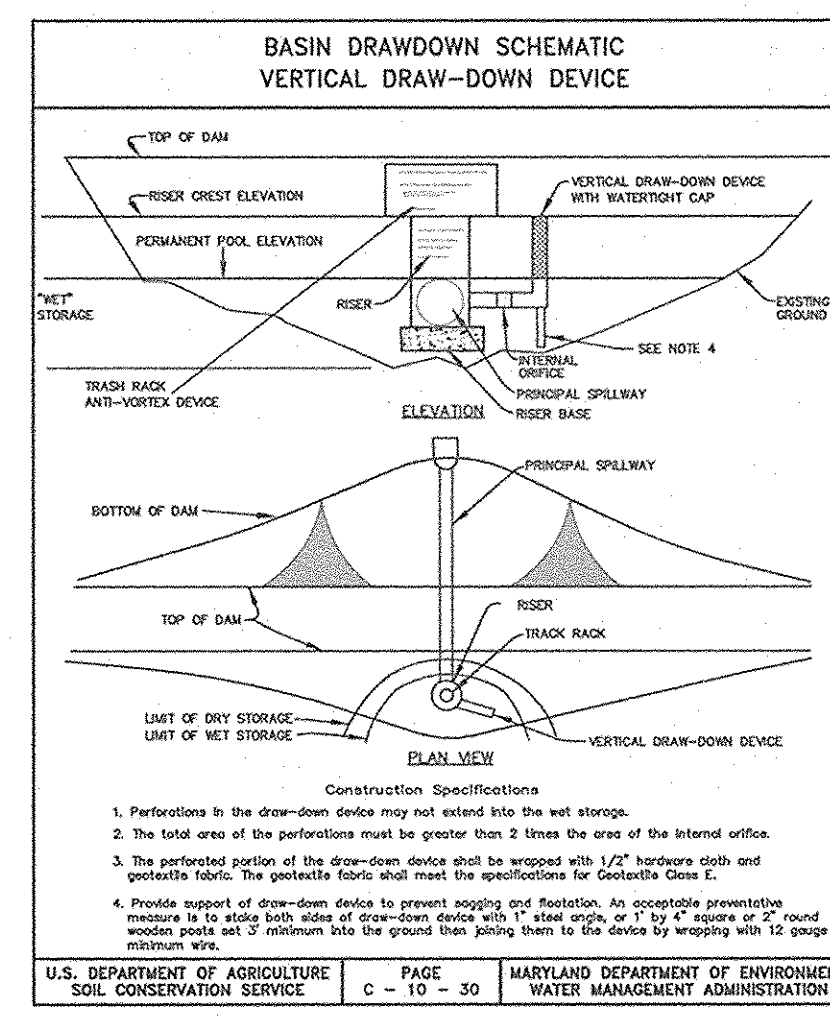 BASIN DRAWDOWN SCHEMATIC
VERTICAL DRAW-DOWN DEVICE
TOP OF DAM
RISER CREST ELEVATION
VERTICAL DRAW-DOWN DEVICE
WITH WATERTIGHT CAP
PERMANENT POOL ELEVATION
"WET"
STORAGE
RISER
EXISTING
GROUND
SEE NOTE 4
INTERNAL
ORIFICE
TRASH RACK
ANTI-VORTEX DEVICE
PRINCIPAL SPILLWAY
ELEVATION
RISER BASE
PRINCIPAL SPILLWAY
BOTTOM OF DAM
RISER
TOP OF DAM
TRACK RACK
LIMIT OF DRY STORAGE
LIMIT OF WET STORAGE
VERTICAL DRAW-DOWN DEVICE
PLAN VIEW
Construction Specifications
1. Perforations in the draw-down device may not extend into the wet storage.
2. The total area of the perforations must be greater than 2 times the area of the internal orifice.
3. The perforated portion of the draw-down device shall be wrapped with 1/2" hardware cloth and
geotextile fabric. The geotextile fabric shall meet the specifications for Geotextile Class E.
4. Provide support of draw-down device to prevent sagging and floatation. An acceptable preventative
measure is to stake both sides of draw-down device with 1" steel angle, or 1' by 4" square or 2" round
wooden posts set 3' minimum into the ground then joining them to the device by wrapping with 12 gauge
minimum wire.
U.S. DEPARTMENT OF AGRICULTURE
SOIL CONSERVATION SERVICE
PAGE
C - 10 - 30
MARYLAND DEPARTMENT OF ENVIRONME
WATER MANAGEMENT ADMINISTRATION